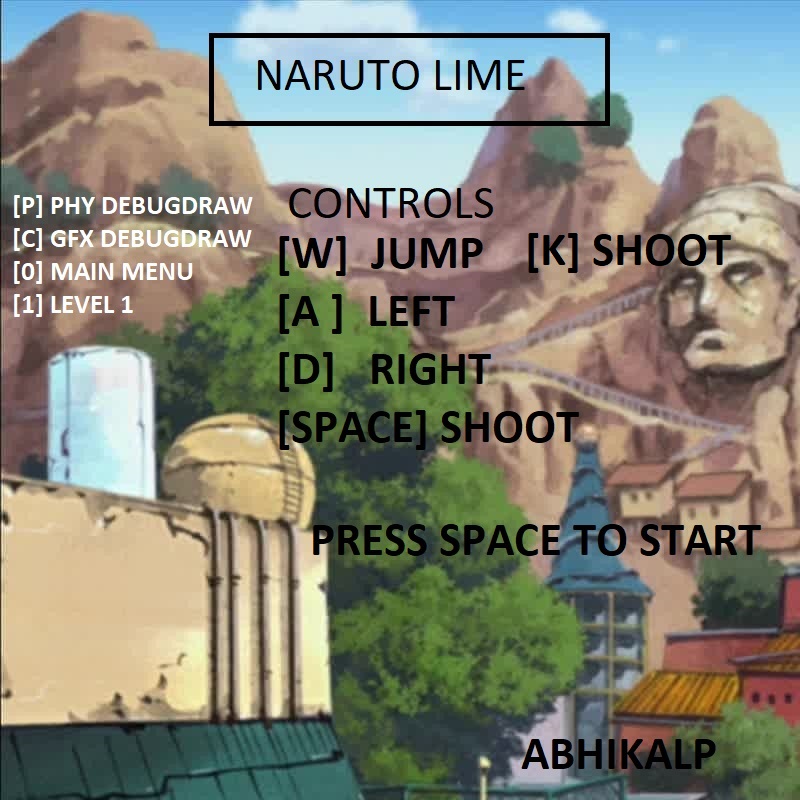 NARUTO LIME
[P] PHY DEBUGDRAW
[C] GFX DEBUGDRAW
[0] MAIN MENU
[1] LEVEL 1
CONTROLS
[W] JUMP [K] SHOOT
[A ] LEFT
[D] RIGHT
[SPACE] SHOOT
PRESS SPACE TO START
ABHIKALP